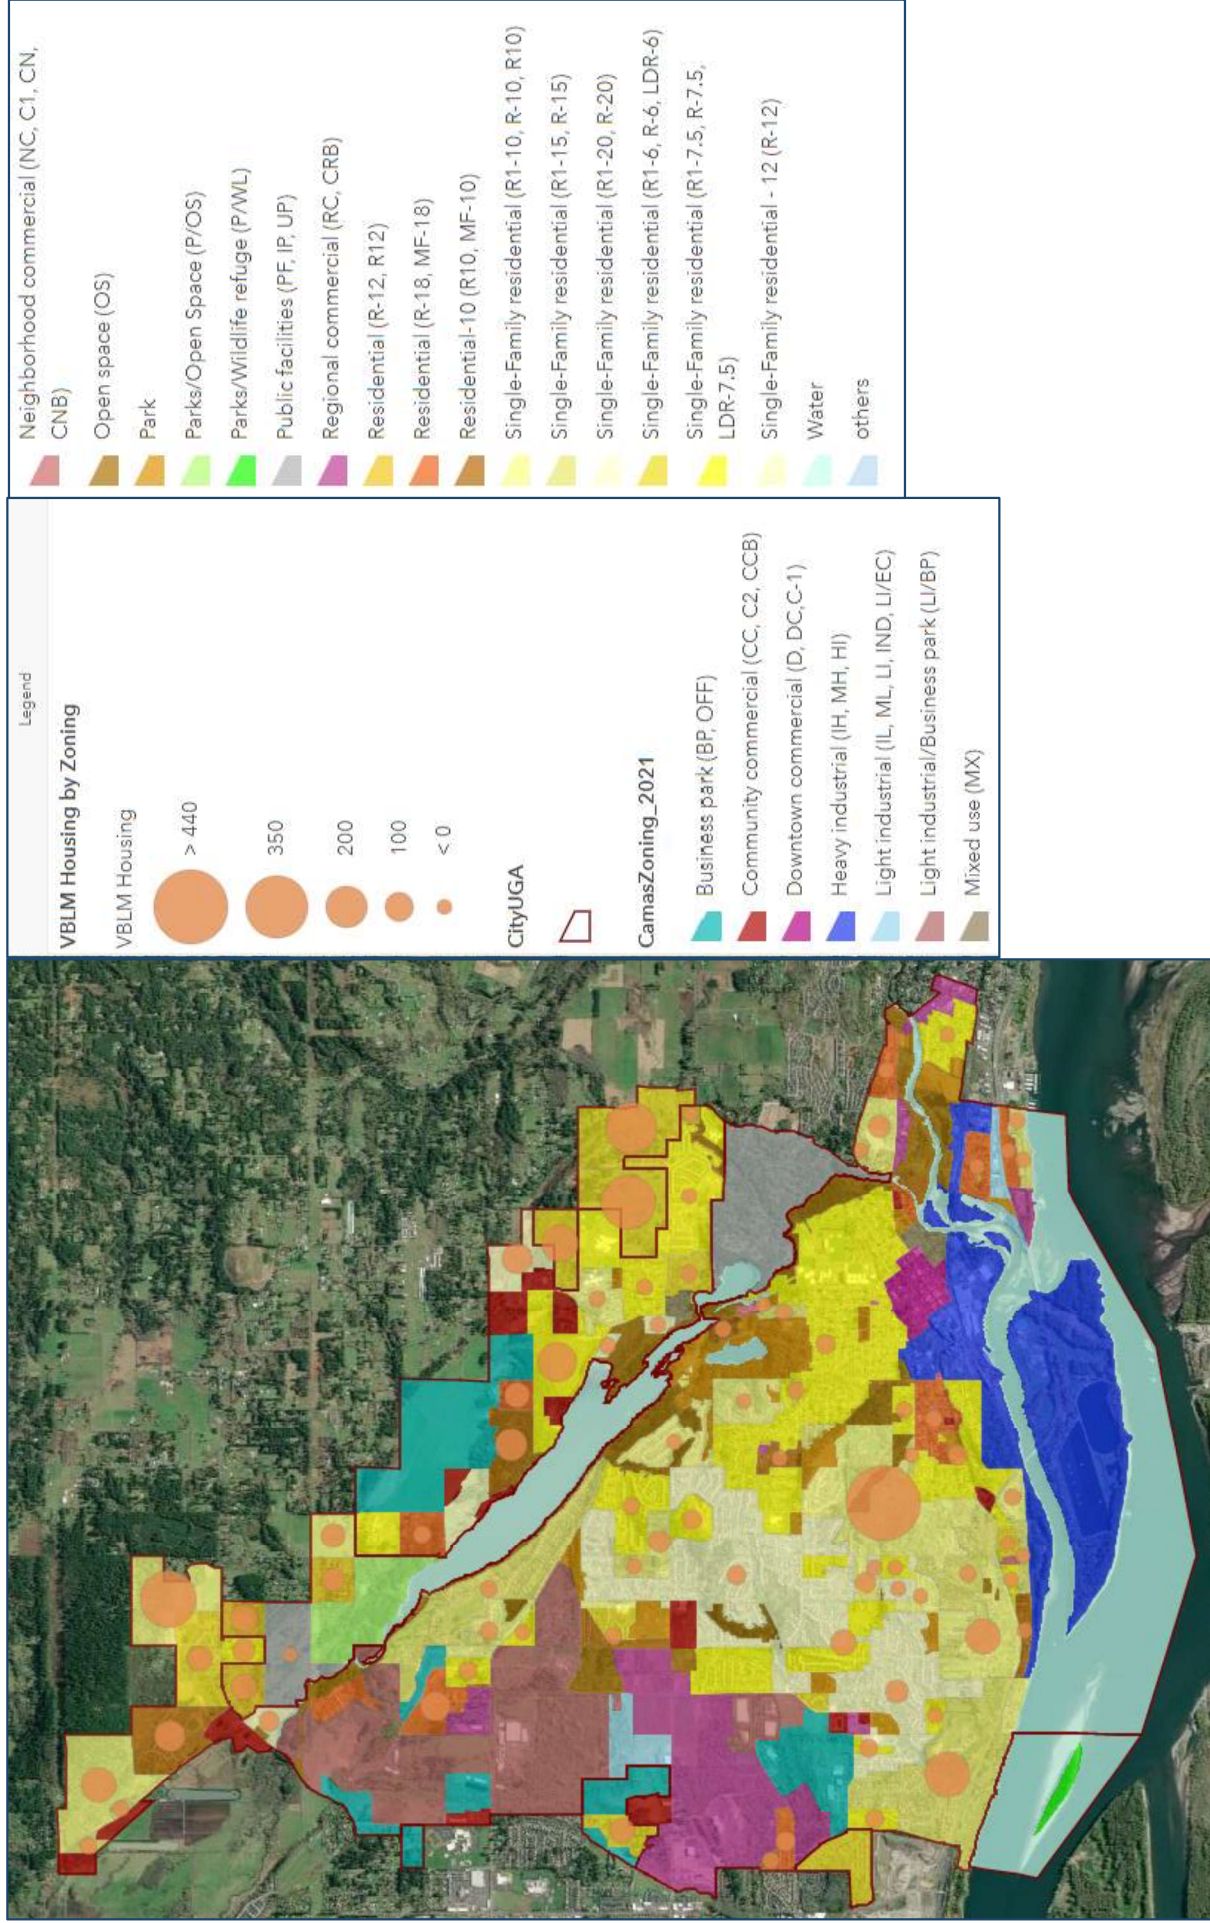 Legend
VBLM Housing by Zoning
VBLM Housing
> 440
350
200
100
< 0
CityUGA
CamasZoning_2021
Business park (BP, OFF)
Community commercial (CC, C2, CCB)
Downtown commercial (D, DC,C-1)
Heavy industrial (IH, MH, HI)
Light industrial (IL, ML, LI, IND, LI/EC)
Light industrial/Business park (LI/BP)
Mixed use (MX)
Neighborhood commercial (NC, C1, CN,
CNB)
Open space (OS)
Park
Parks/Open Space (P/OS)
Parks/Wildlife refuge (P/WL)
Public facilities (PF, IP, UP)
Regional commercial (RC, CRB)
Residential (R-12, R12)
Residential (R-18, MF-18)
Residential-10 (R10, MF-10)
Single-Family residential (R1-10, R-10, R10)
Single-Family residential (R1-15, R-15)
Single-Family residential (R1-20, R-20)
Single-Family residential (R1-6, R-6, LDR-6)
Single-Family residential (R1-7.5, R-7.5,
LDR-7.5)
Single-Family residential - 12 (R-12)
Water
others